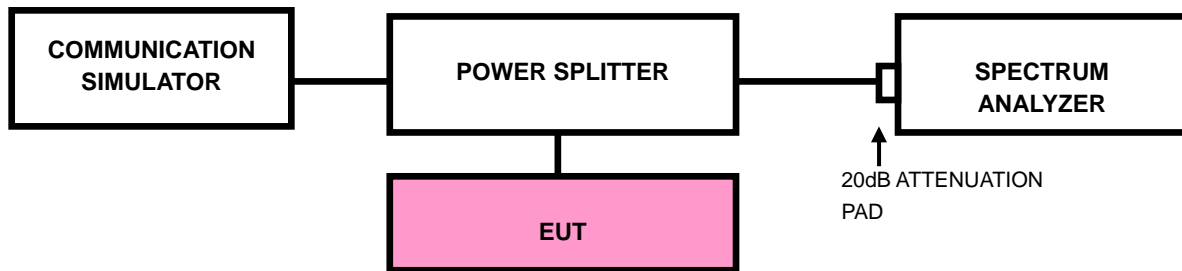 COMMUNICATION
SIMULATOR
POWER SPLITTER
SPECTRUM
ANALYZER
20dB ATTENUATION
PAD
EUT